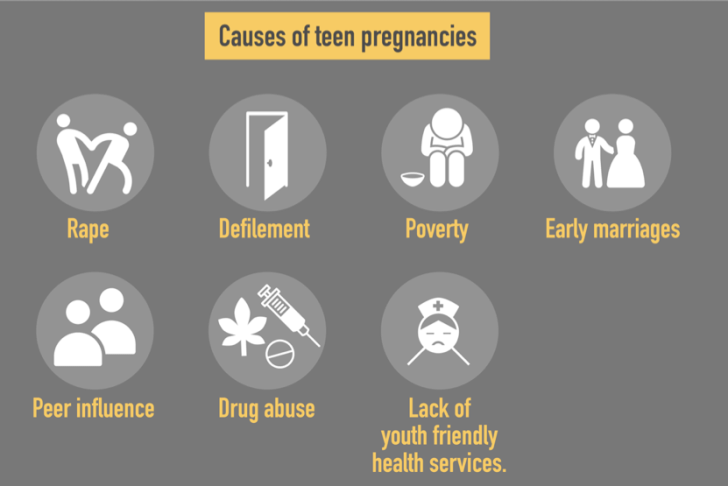 Causes of teen pregnancies
Rape
Defilement
Poverty
Early marriages
Peer influence
Drug abuse
Lack of
youth friendly
health services.